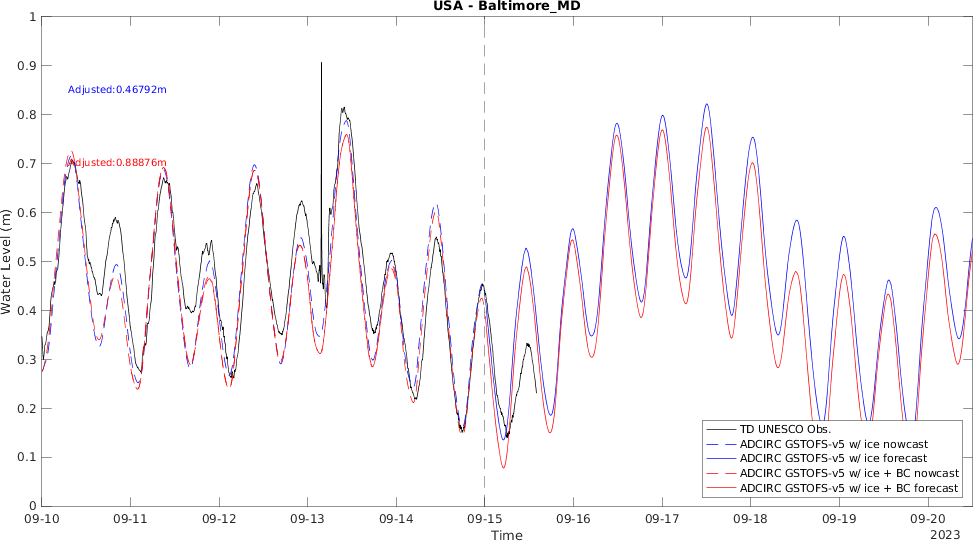 USA - Baltimore_MD
Water Level (m)
1
0.9
0.8
0.7
0.6
0.5
0.4
0.3
0.2
0.1
0
Adjusted:0.46792m
Adjusted:0.88876m
TD UNESCO Obs.
ADCIRC GSTOFS-v5 w/ ice nowcast
ADCIRC GSTOFS-v5 w/ ice forecast
ADCIRC GSTOFS-v5 w/ ice + BC nowcast
ADCIRC GSTOFS-v5 w/ ice + BC forecast
09-10 09-11 09-12 09-13 09-14 09-15 09-16 09-17 09-18 09-19 09-20
Time
2023